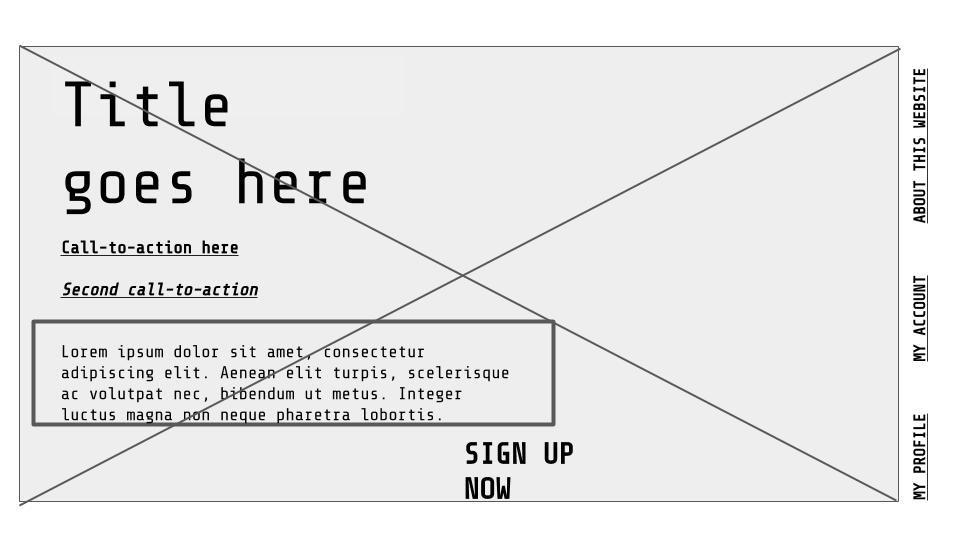 Title
goes here
Call-to-action here
Second call-to-action
Lorem ipsum dolor sit amet, consectetur
adipiscing elit. Aenean elit turpis, scelerisque
ac volutpat nec, bibendum ut metus. Integer
luctus magna non neque pharetra lobortis.
SIGN UP
NOW
ABOUT THIS WEBSITE
MY ACCOUNT
MY PROFILE